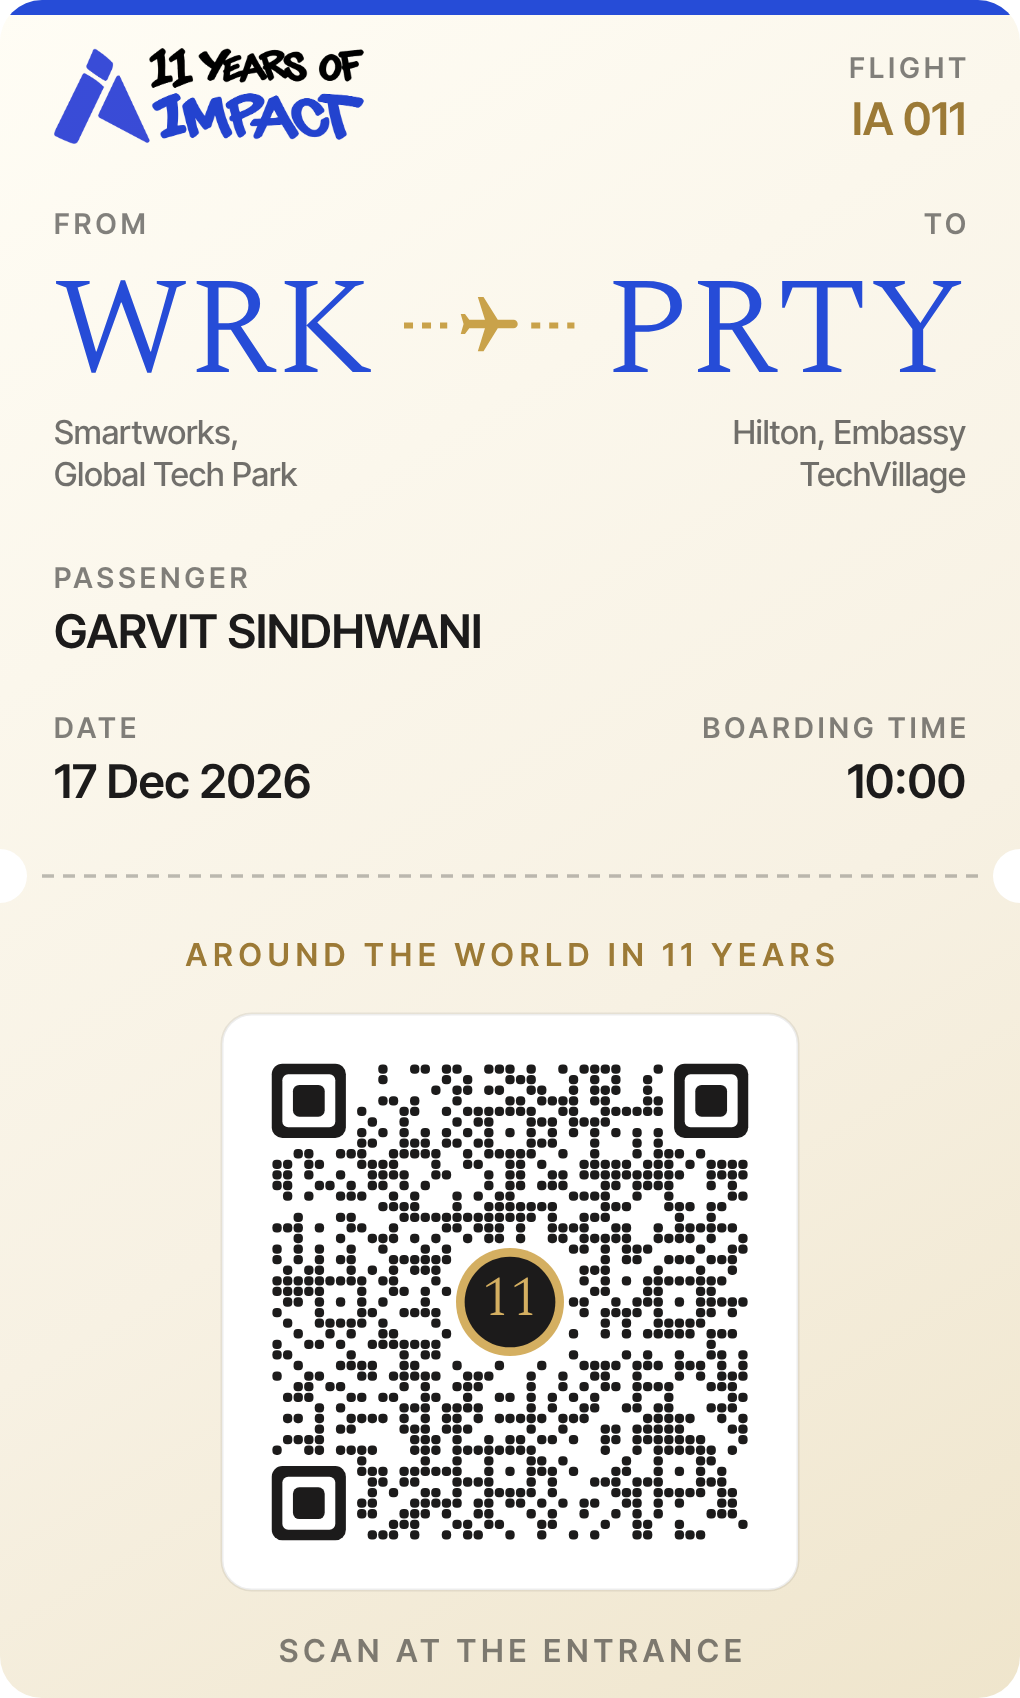 11 YEARS OF
IMPACT
FLIGHT
IA 011
FROM
TO
WRK
PRTY
Smartworks,
Global Tech Park
Hilton, Embassy
TechVillage
PASSENGER
GARVIT SINDHWANI
DATE
BOARDING TIME
17 Dec 2026
10:00
AROUND THE WORLD IN 11 YEARS
11
SCAN AT THE ENTRANCE